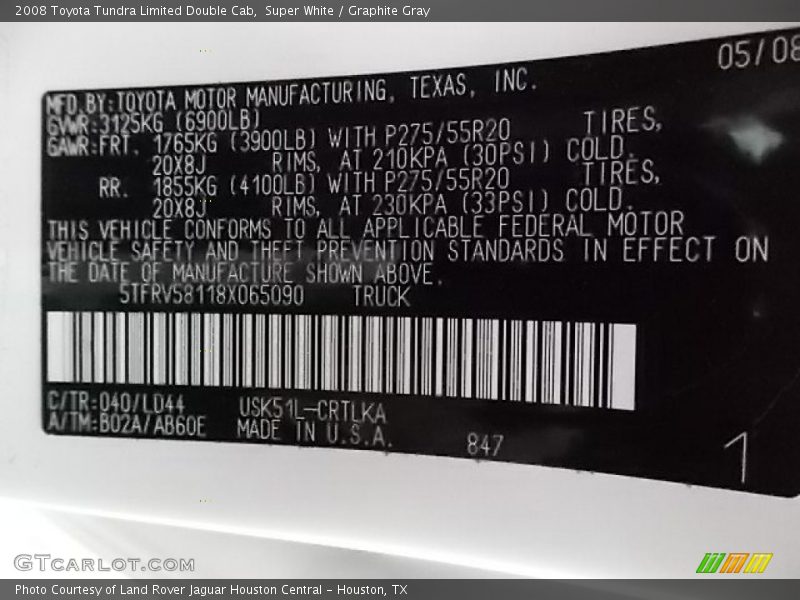 2008 Toyota Tundra Limited Double Cab,  Super White / Graphite Gray
05/08
MFD.BY:TOYOTA MOTOR MANUFACTURING, TEXAS, INC.
GVWR:3125KG (6900LB)
GAWR:FRT. 1765KG (3900LB) WITH P275/55R20 TIRES,
20X8J RIMS, AT 210KPA (30PSI) COLD.
RR. 1855KG (4100LB) WITH P275/55R20 TIRES,
20X8J RIMS, AT 230KPA (33PSI) COLD.
THIS VEHICLE CONFORMS TO ALL APPLICABLE FEDERAL MOTOR
VEHICLE SAFETY AND THEFT PREVENTION STANDARDS IN EFFECT ON
THE DATE OF MANUFACTURE SHOWN ABOVE.
5TFRV58118X065090 TRUCK
C/TR:040/LD44 USK51L-CRTLKA
A/TM:B02A/AB60E MADE IN U.S.A. 847
1
GTCARLOT.COM
Photo Courtesy of Land Rover Jaguar Houston Central - Houston, TX